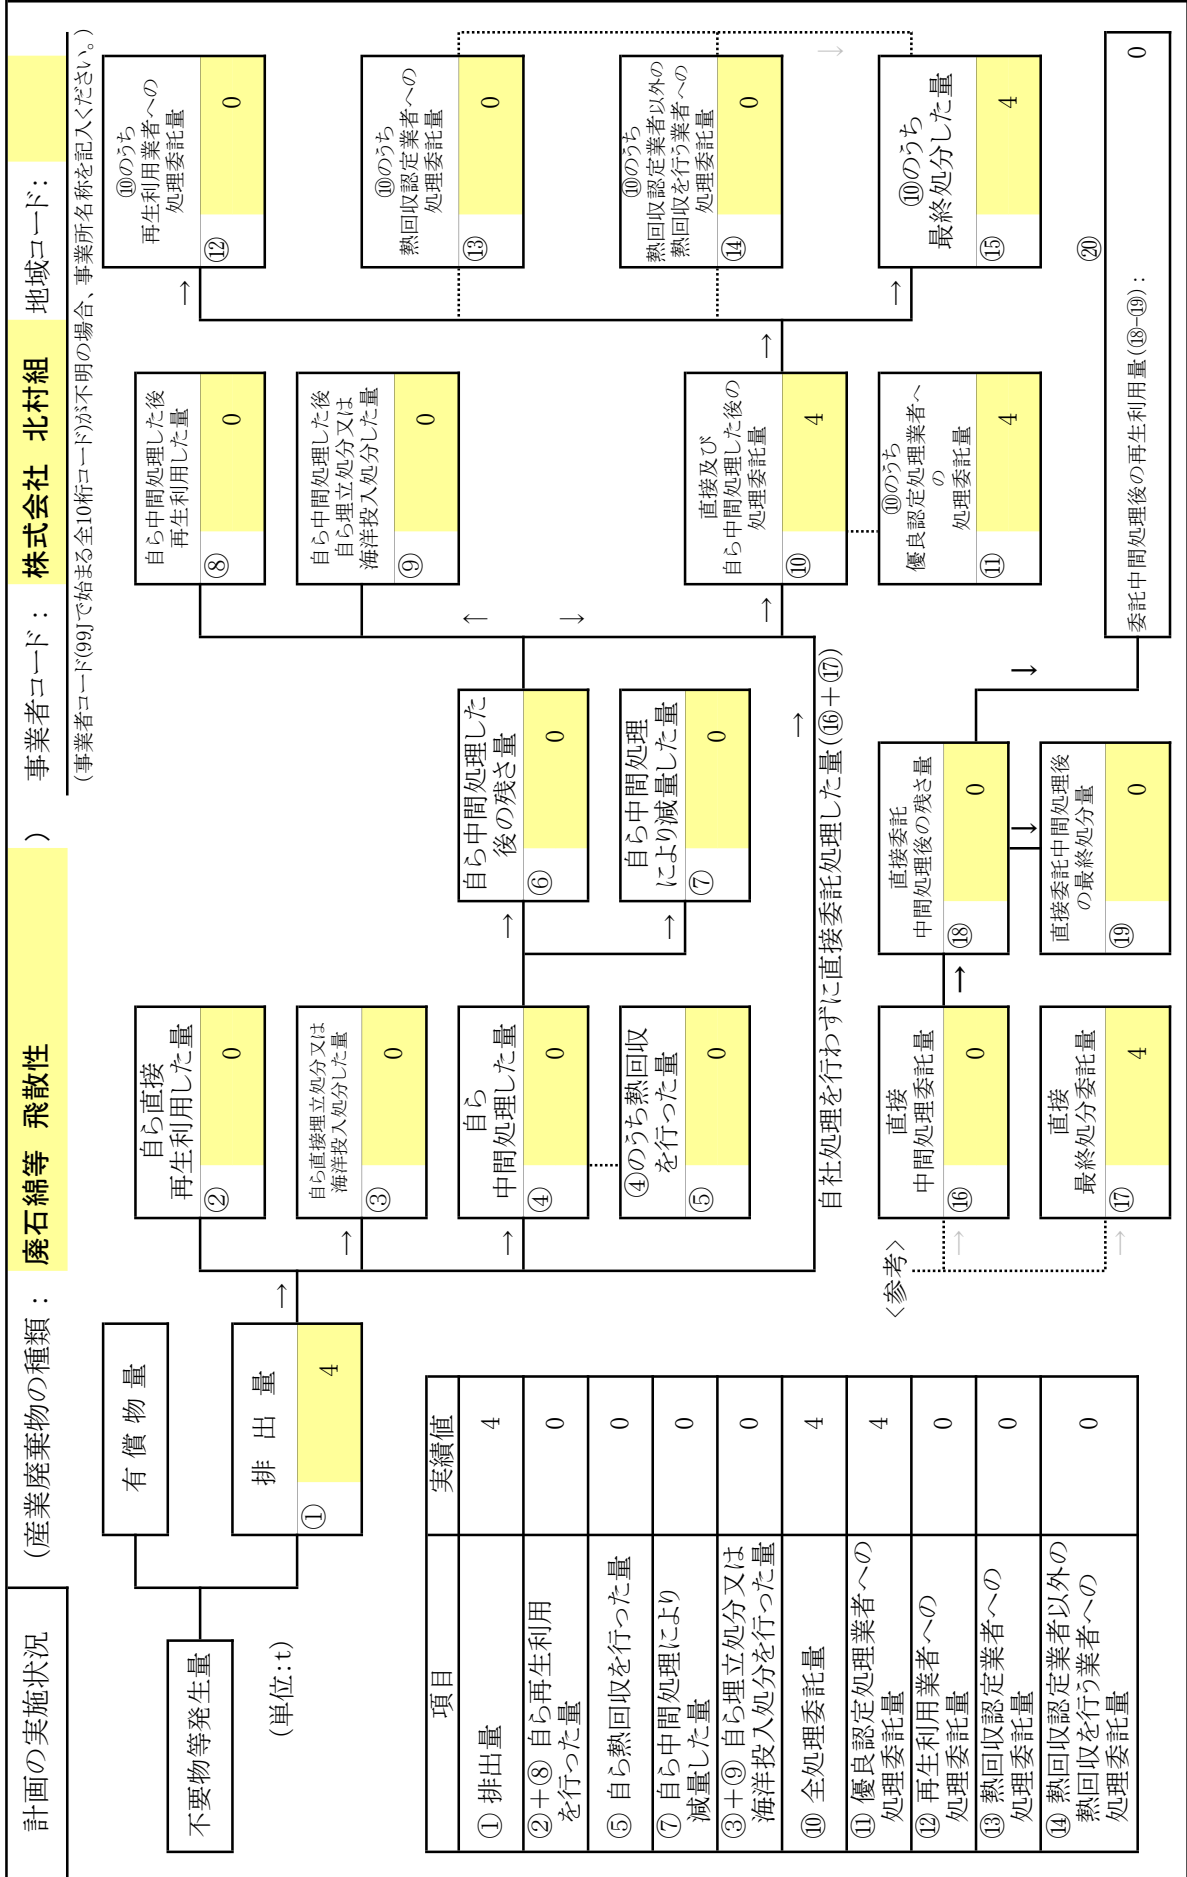 計画の実施状況
(産業廃棄物の種類 : 廃石綿等 飛散性 )
事業者コード : 株式会社 北村組 地域コード:
(事業者コード(99Jで始まる全10桁コード)が不明の場合、事業所名称を記入ください。)
不要物等発生量
(単位:t)
有 償 物 量
排 出 量
① 4
→
自ら直接
再生利用した量
② 0
→
自ら直接埋立処分又は
海洋投入処分した量
③ 0
→
自ら
中間処理した量
④ 0
④のうち熱回収
を行った量
⑤ 0
→
自ら中間処理した
後の残さ量
⑥ 0
→
自ら中間処理
により減量した量
⑦ 0
自ら中間処理した後
再生利用した量
⑧ 0
自ら中間処理した後
自ら埋立処分又は
海洋投入処分した量
⑨ 0
↑
↓
→
自社処理を行わずに直接委託処理した量(⑯+⑰)
→
直接及び
自ら中間処理した後の
処理委託量
⑩ 4
⑩のうち
優良認定処理業者へ
の
処理委託量
⑪ 4
→
→
⑩のうち
再生利用業者への
処理委託量
⑫ 0
⑩のうち
熱回収認定業者への
処理委託量
⑬ 0
⑩のうち
熱回収認定業者以外の
熱回収を行う業者への
処理委託量
⑭ 0
↓
→
⑩のうち
最終処分した量
⑮ 4
<参考>
→
直接
中間処理委託量
⑯ 0
→
直接
最終処分委託量
⑰ 4
→
直接委託
中間処理後の残さ量
⑱ 0
↓
直接委託中間処理後
の最終処分量
⑲ 0
↓
⑳
委託中間処理後の再生利用量(⑱-⑲) : 0
項目 実績値
① 排出量 4
②+⑧ 自ら再生利用
を行った量 0
⑤ 自ら熱回収を行った量 0
⑦ 自ら中間処理により
減量した量 0
③+⑨ 自ら埋立処分又は
海洋投入処分を行った量 0
⑩ 全処理委託量 4
⑪ 優良認定処理業者への
処理委託量 4
⑫ 再生利用業者への
処理委託量 0
⑬ 熱回収認定業者への
処理委託量 0
⑭ 熱回収認定業者以外の
熱回収を行う業者への
処理委託量 0